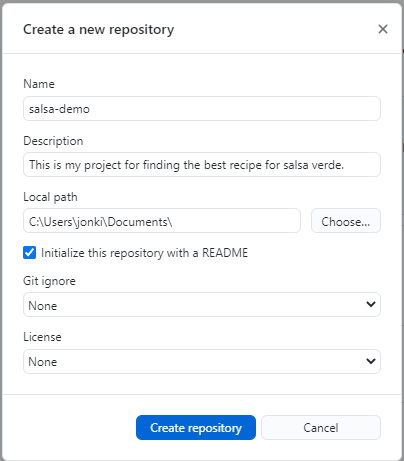 Create a new repository
Name
salsa-demo
Description
This is my project for finding the best recipe for salsa verde.
Local path
C:\Users\jonki\Documents\
Choose...
Initialize this repository with a README
Git ignore
None
License
None
Create repository
Cancel